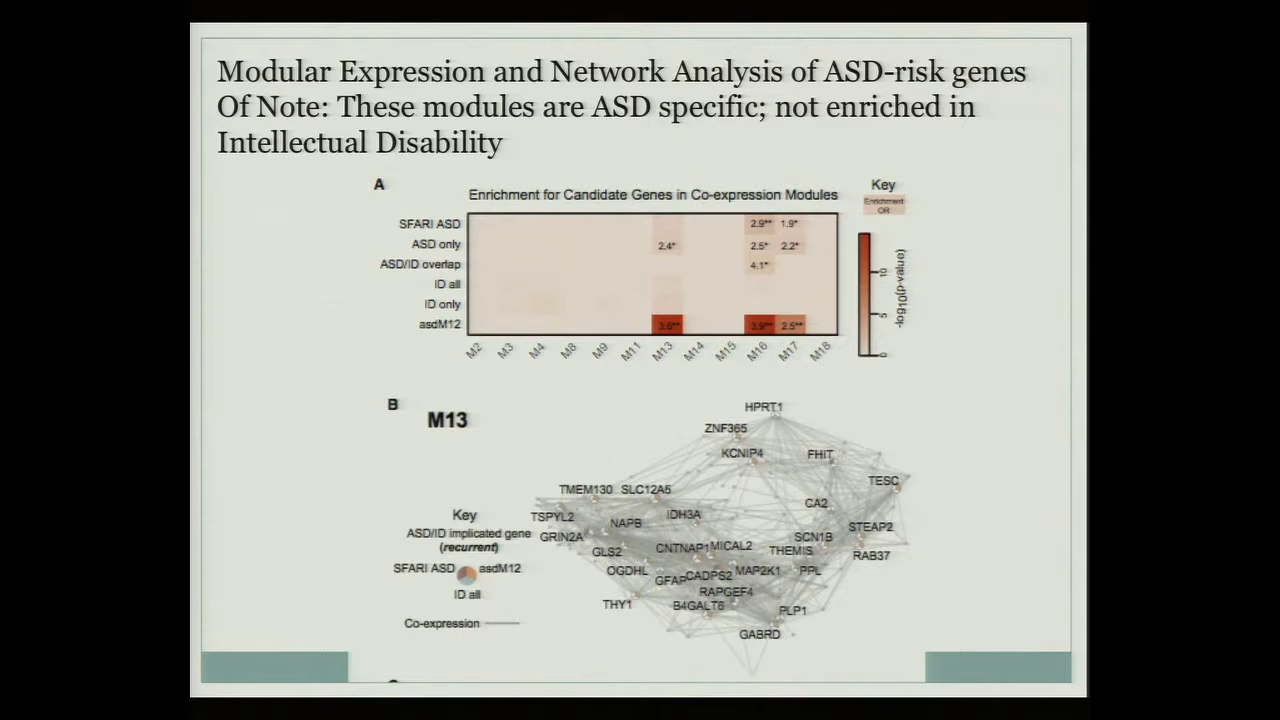 Modular Expression and Network Analysis of ASD-risk genes
Of Note: These modules are ASD specific; not enriched in
Intellectual Disability
A
Enrichment for Candidate Genes in Co-expression Modules
Key
Enrichment
OR
SFARI ASD
2.9**
1.9*
ASD only
2.4*
2.5*
2.2*
ASD/ID overlap
4.1*
ID all
ID only
asdM12
3.6**
3.9**
2.5**
10
5
0
-log10(p-value)
M2
M3
M4
M8
M9
M11
M13
M14
M15
M16
M17
M18
B
M13
HPRT1
ZNF365
KCNIP4
FHIT
TESC
TMEM130
SLC12A5
CA2
TSPYL2
NAPB
IDH3A
STEAP2
GRIN2A
SCN1B
GLS2
CNTNAP1
MICAL2
THEMIS
RAB37
OGDHL
GFAP
CADPS2
MAP2K1
PPL
RAPGEF4
THY1
B4GALT6
PLP1
GABRD
Key
ASD/ID implicated gene
(recurrent)
SFARI ASD
asdM12
ID all
Co-expression